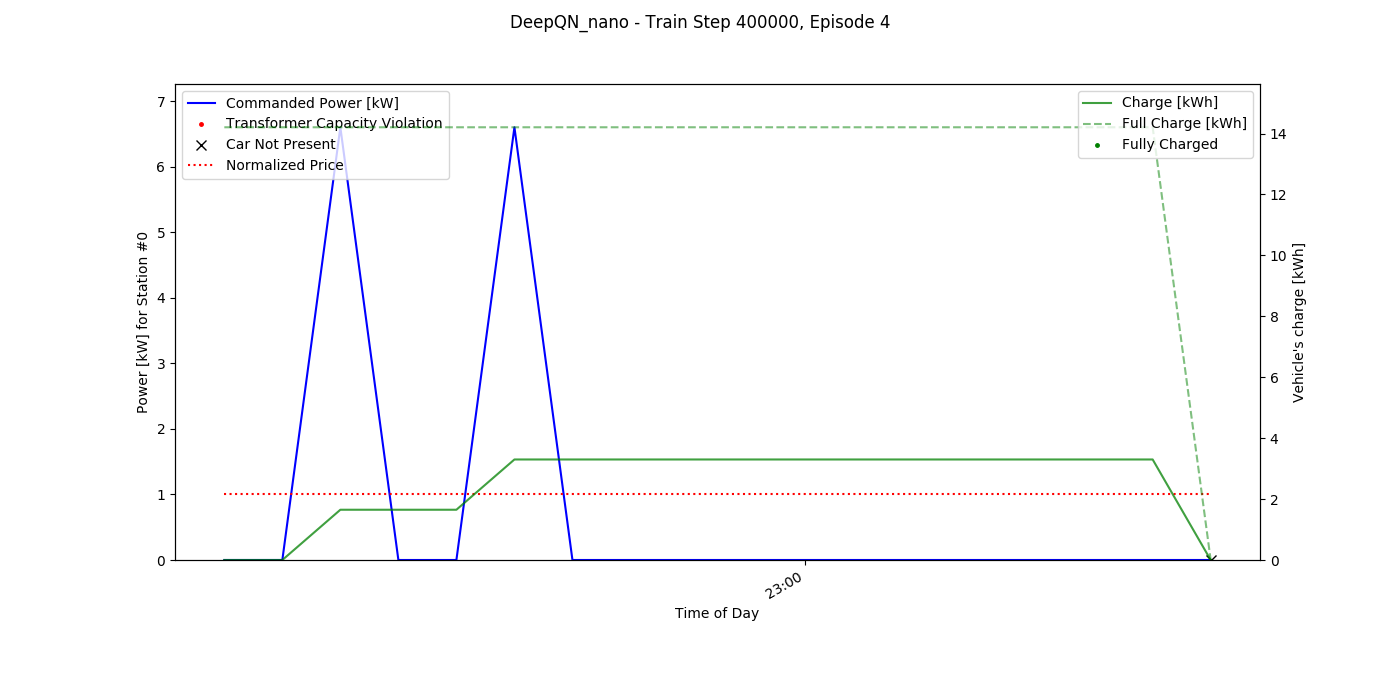 DeepQN_nano - Train Step 400000, Episode 4
Commanded Power [kW]
Transformer Capacity Violation
Car Not Present
Normalized Price
Charge [kWh]
Full Charge [kWh]
Fully Charged
Power [kW] for Station #0
7
6
5
4
3
2
1
0
14
12
10
8
6
4
2
0
Vehicle's charge [kWh]
23:00
Time of Day